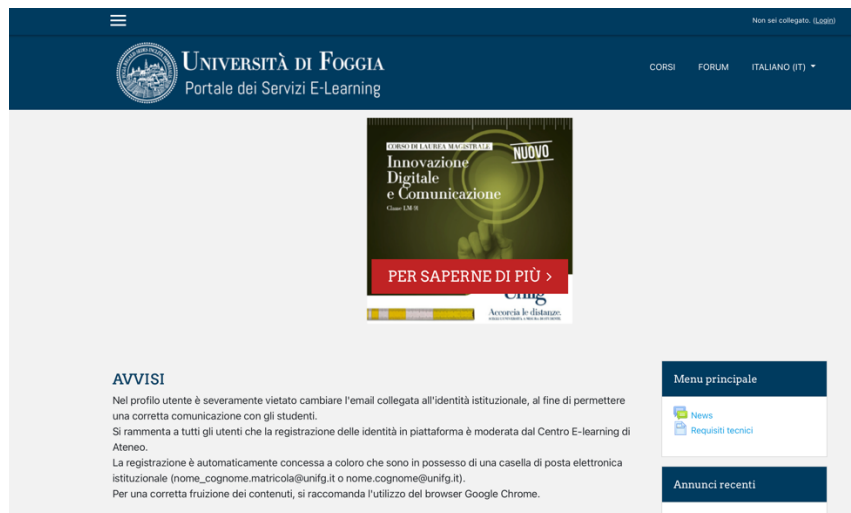 Non sei collegato. (Login)
UNIVERSITÀ DI FOGGIA
Portale dei Servizi E-Learning
CORSI FORUM ITALIANO (IT)
CORSO DI LAUREA MAGISTRALE
NUOVO
Innovazione
Digitale
e Comunicazione
Classe LM 91
PER SAPERNE DI PIÙ >
Unifg
Accorcia le distanze.
AVVISI
Nel profilo utente è severamente vietato cambiare l'email collegata all'identità istituzionale, al fine di permettere
una corretta comunicazione con gli studenti.
Si rammenta a tutti gli utenti che la registrazione delle identità in piattaforma è moderata dal Centro E-learning di
Ateneo.
La registrazione è automaticamente concessa a coloro che sono in possesso di una casella di posta elettronica
istituzionale (nome_cognome.matricola@unifg.it o nome.cognome@unifg.it).
Per una corretta fruizione dei contenuti, si raccomanda l'utilizzo del browser Google Chrome.
Menu principale
News
Requisiti tecnici
Annunci recenti